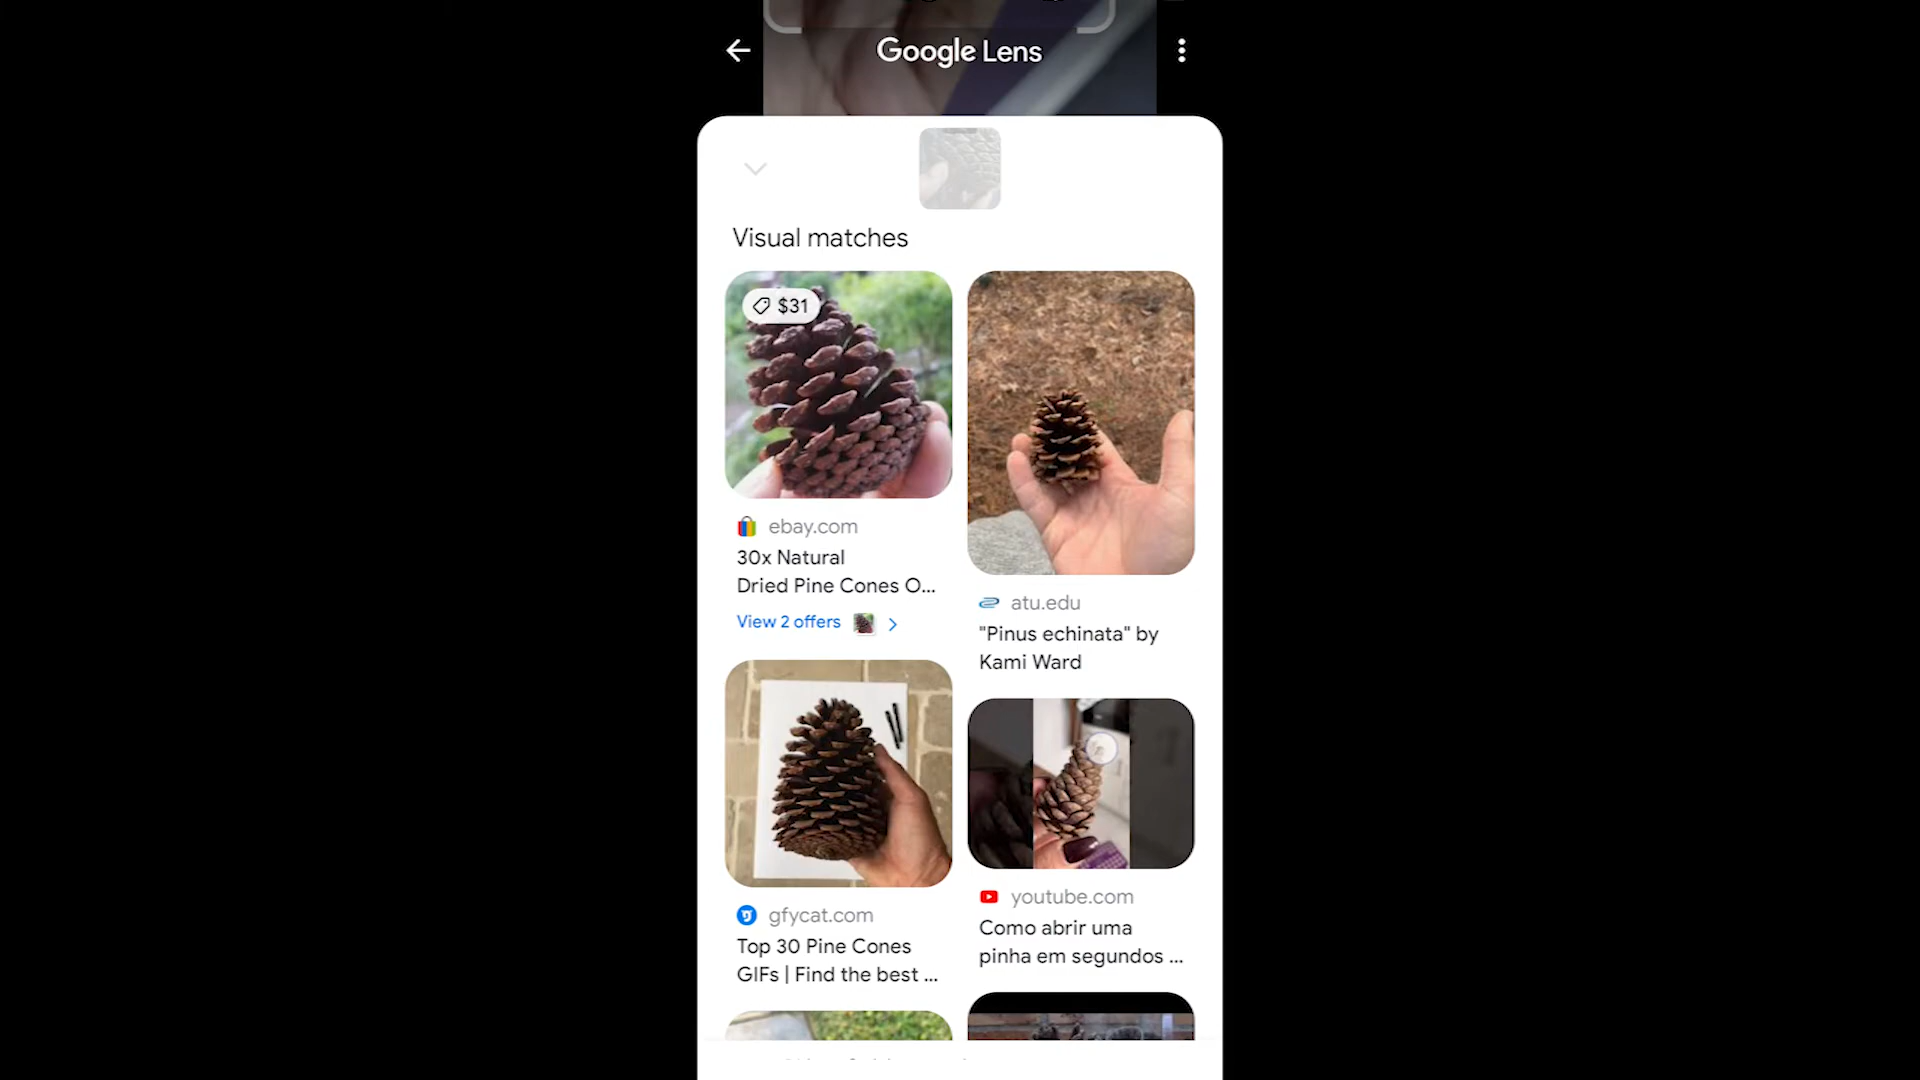 Google Lens
Visual matches
$31
ebay.com
30x Natural
Dried Pine Cones O...
View 2 offers
atu.edu
"Pinus echinata" by
Kami Ward
gfycat.com
Top 30 Pine Cones
GIFs | Find the best ...
youtube.com
Como abrir uma
pinha em segundos ...